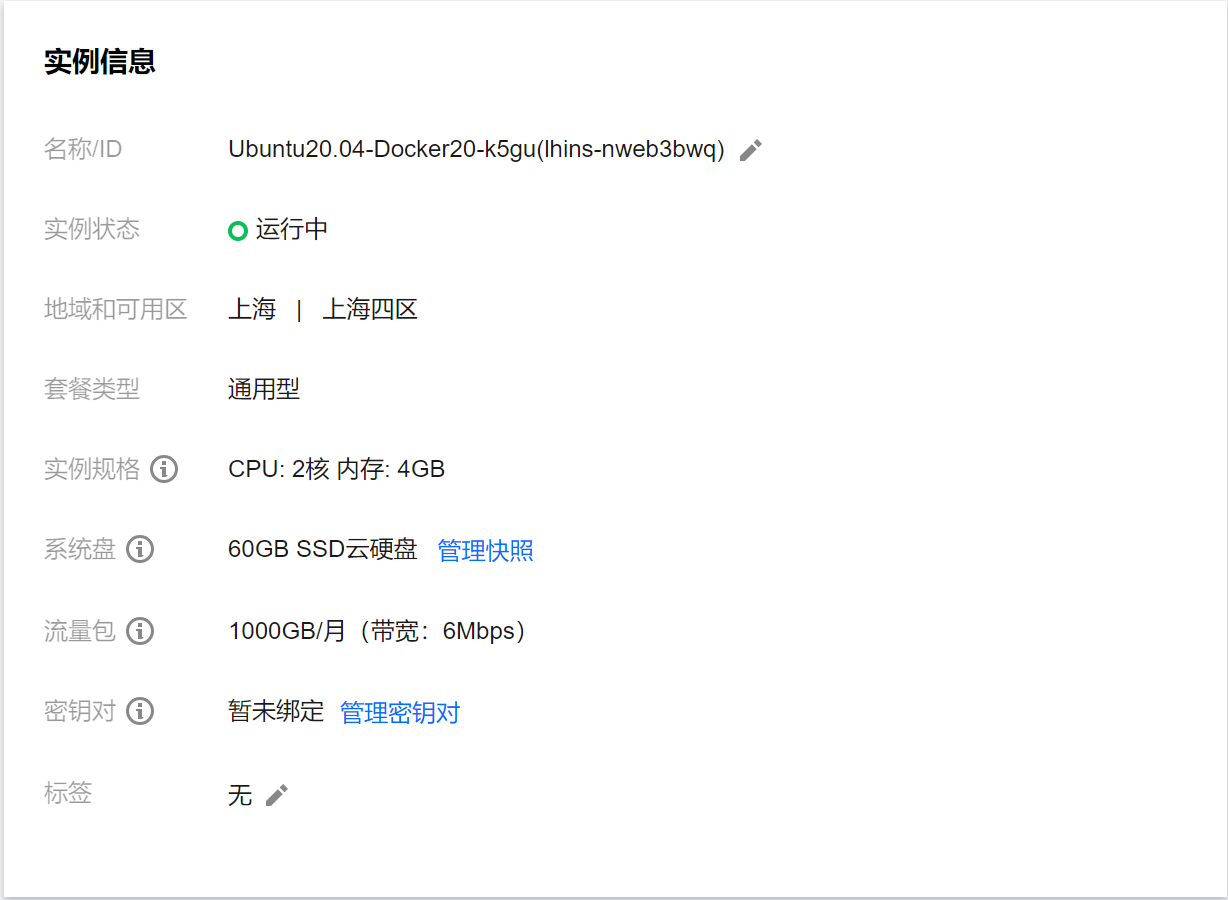 实例信息
名称/ID Ubuntu20.04-Docker20-k5gu(lhins-nweb3bwq)
实例状态 运行中
地域和可用区 上海 | 上海四区
套餐类型 通用型
实例规格 CPU: 2核 内存: 4GB
系统盘 60GB SSD云硬盘 管理快照
流量包 1000GB/月（带宽：6Mbps）
密钥对 暂未绑定 管理密钥对
标签 无